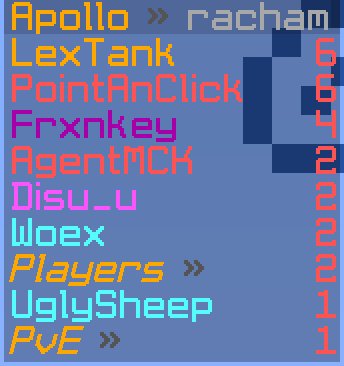 Apollo » racham
LexTank 6
PointAnClick 6
Frxnkey 4
AgentMCK 2
Disu_u 2
Woex 2
Players » 2
UglySheep 1
PvE » 1